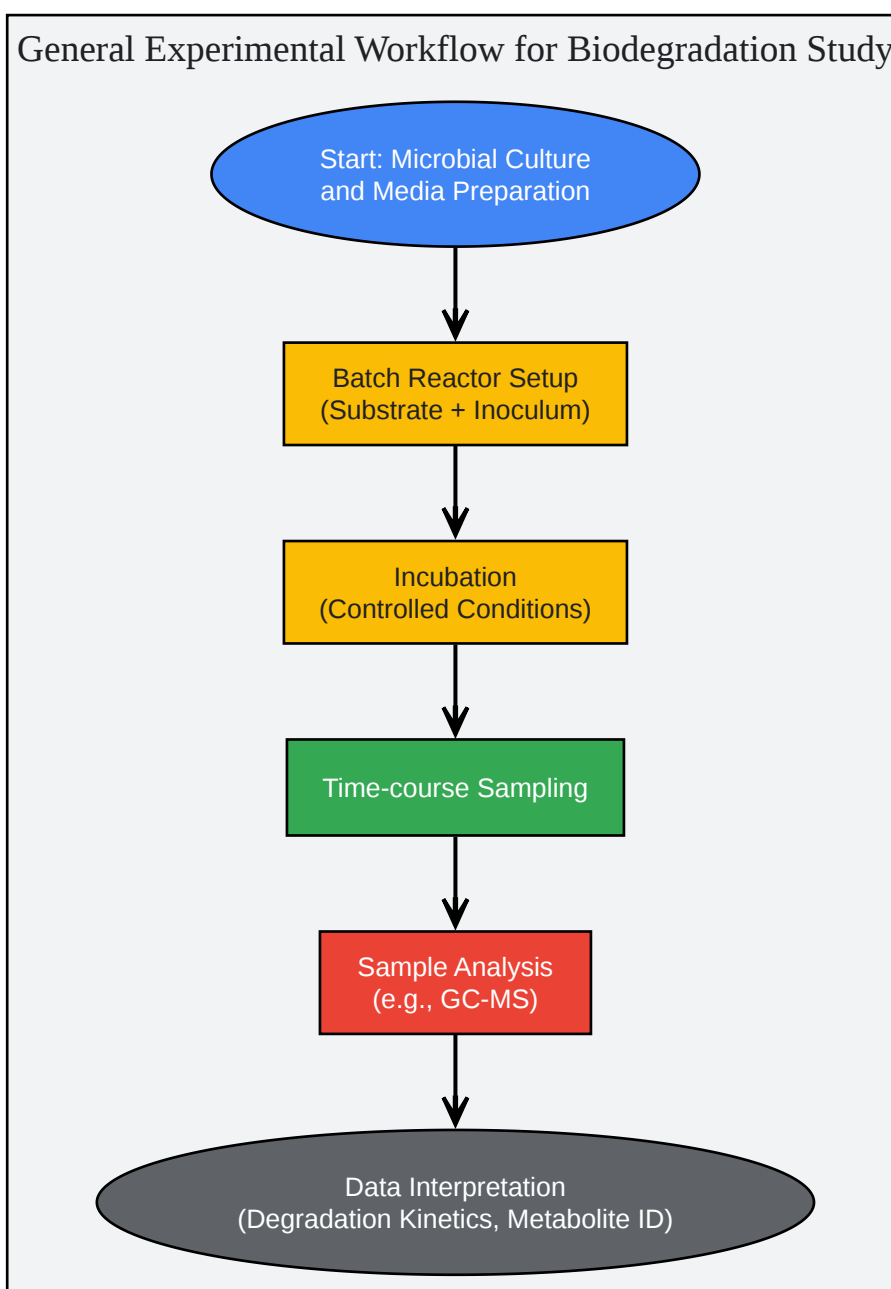 General Experimental Workflow for Biodegradation Study
Start: Microbial Culture
and Media Preparation
Batch Reactor Setup
(Substrate + Inoculum)
Incubation
(Controlled Conditions)
Time-course Sampling
Sample Analysis
(e.g., GC-MS)
Data Interpretation
(Degradation Kinetics, Metabolite ID)